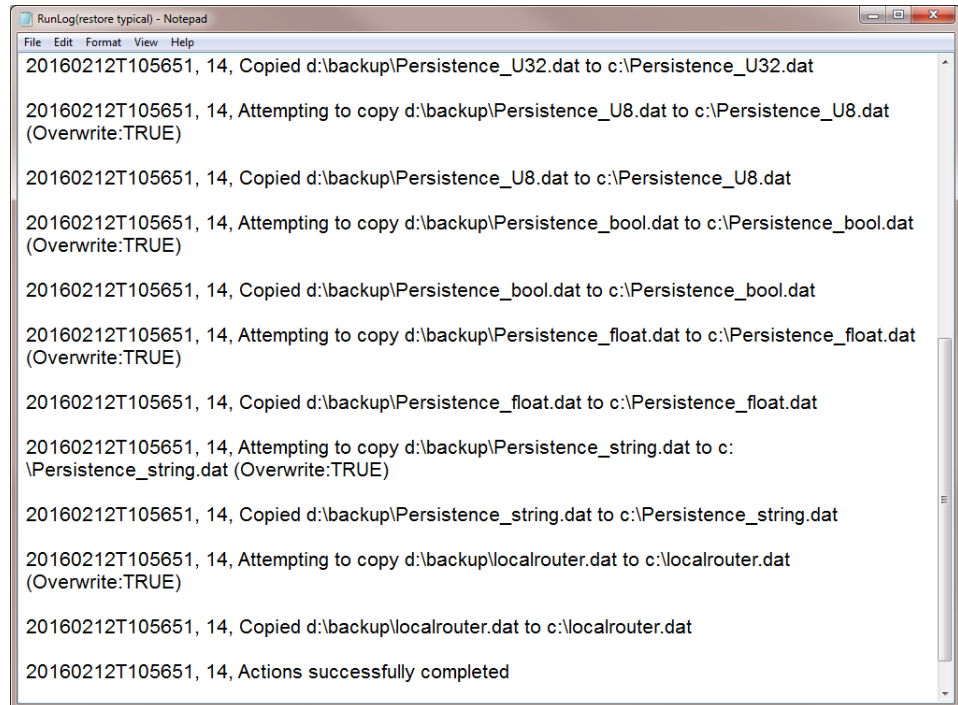 RunLog(restore typical) - Notepad
File Edit Format View Help
20160212T105651, 14, Copied d:\backup\Persistence_U32.dat to c:\Persistence_U32.dat
20160212T105651, 14, Attempting to copy d:\backup\Persistence_U8.dat to c:\Persistence_U8.dat
(Overwrite:TRUE)
20160212T105651, 14, Copied d:\backup\Persistence_U8.dat to c:\Persistence_U8.dat
20160212T105651, 14, Attempting to copy d:\backup\Persistence_bool.dat to c:\Persistence_bool.dat
(Overwrite:TRUE)
20160212T105651, 14, Copied d:\backup\Persistence_bool.dat to c:\Persistence_bool.dat
20160212T105651, 14, Attempting to copy d:\backup\Persistence_float.dat to c:\Persistence_float.dat
(Overwrite:TRUE)
20160212T105651, 14, Copied d:\backup\Persistence_float.dat to c:\Persistence_float.dat
20160212T105651, 14, Attempting to copy d:\backup\Persistence_string.dat to c:
\Persistence_string.dat (Overwrite:TRUE)
20160212T105651, 14, Copied d:\backup\Persistence_string.dat to c:\Persistence_string.dat
20160212T105651, 14, Attempting to copy d:\backup\localrouter.dat to c:\localrouter.dat
(Overwrite:TRUE)
20160212T105651, 14, Copied d:\backup\localrouter.dat to c:\localrouter.dat
20160212T105651, 14, Actions successfully completed